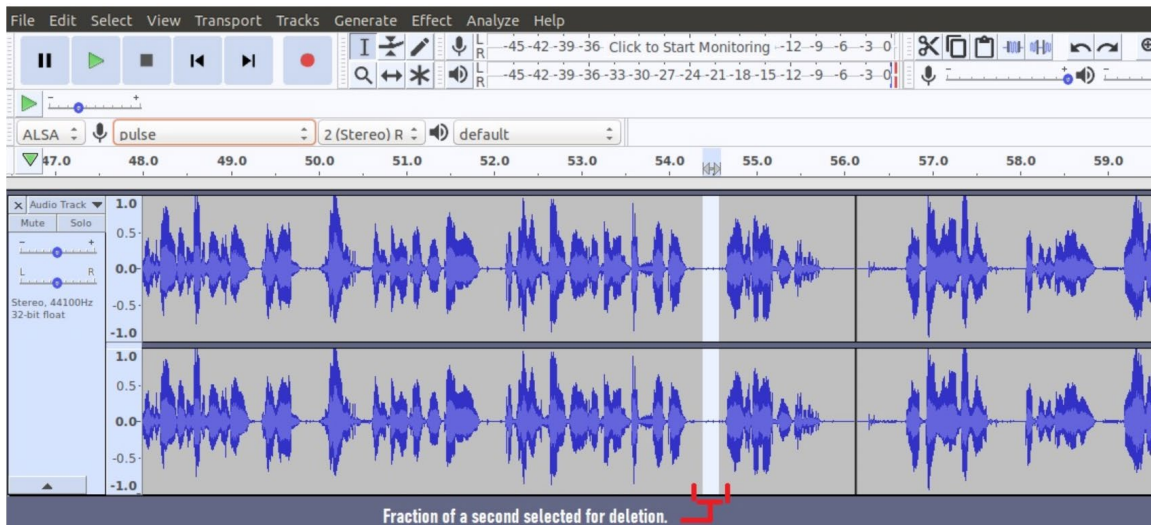 File Edit Select View Transport Tracks Generate Effect Analyze Help
L R -45 -42 -39 -36 Click to Start Monitoring -12 -9 -6 -3 0
L R -45 -42 -39 -36 -33 -30 -27 -24 -21 -18 -15 -12 -9 -6 -3 0
- +
ALSA pulse 2 (Stereo) R default
47.0 48.0 49.0 50.0 51.0 52.0 53.0 54.0 55.0 56.0 57.0 58.0 59.0
X Audio Track 1.0
Mute Solo
- + 0.5
L R 0.0
Stereo, 44100Hz -0.5
32-bit float
-1.0
1.0
0.5
0.0
-0.5
-1.0
Fraction of a second selected for deletion.